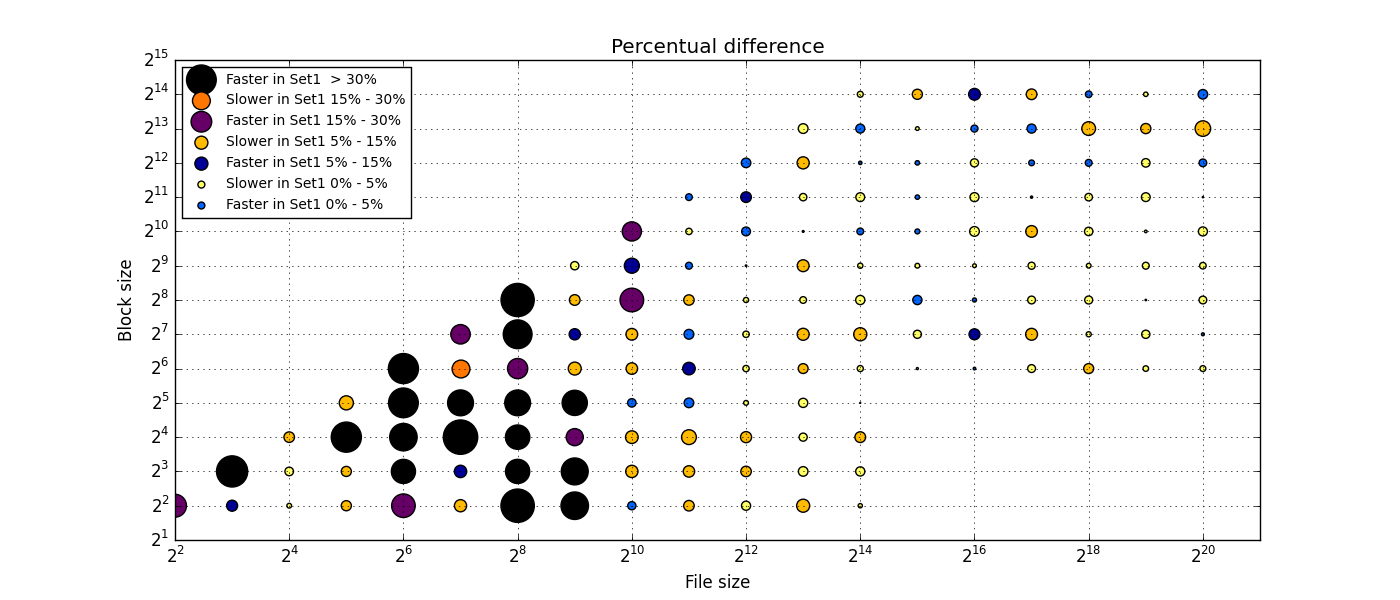 Percentual difference
2^15
2^14
2^13
2^12
2^11
2^10
2^9
2^8
2^7
2^6
2^5
2^4
2^3
2^2
2^1
Block size
Faster in Set1 > 30%
Slower in Set1 15% - 30%
Faster in Set1 15% - 30%
Slower in Set1 5% - 15%
Faster in Set1 5% - 15%
Slower in Set1 0% - 5%
Faster in Set1 0% - 5%
2^2 2^4 2^6 2^8 2^10 2^12 2^14 2^16 2^18 2^20
File size